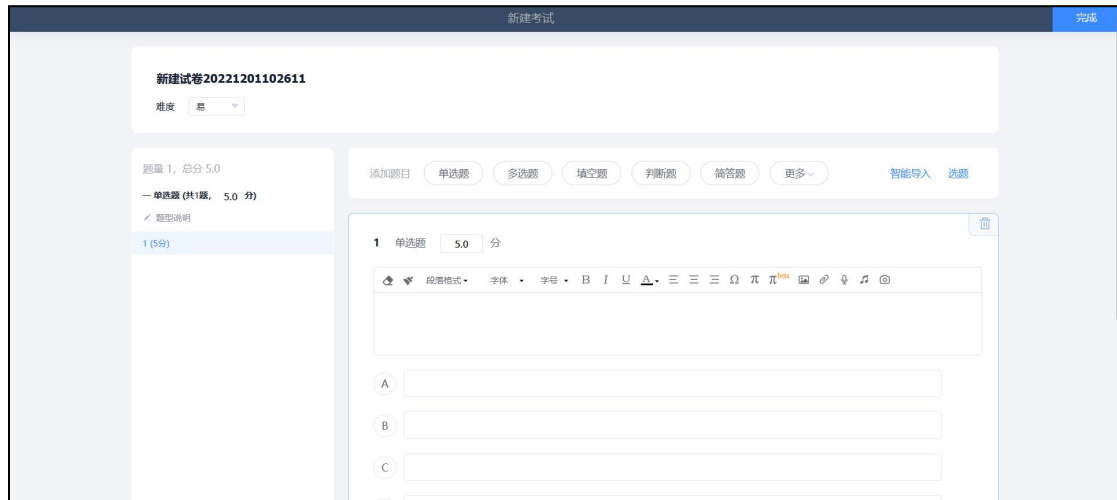 新建考试
完成
新建试卷20221201102611
难度 易
题量 1, 总分 5.0
一 单选题 (共1题, 5.0 分)
题型说明
1 (5分)
添加题目 单选题 多选题 填空题 判断题 简答题 更多 智能导入 选题
1 单选题 5.0 分
段落格式 字体 字号 B I U A Ω π π beta
A
B
C